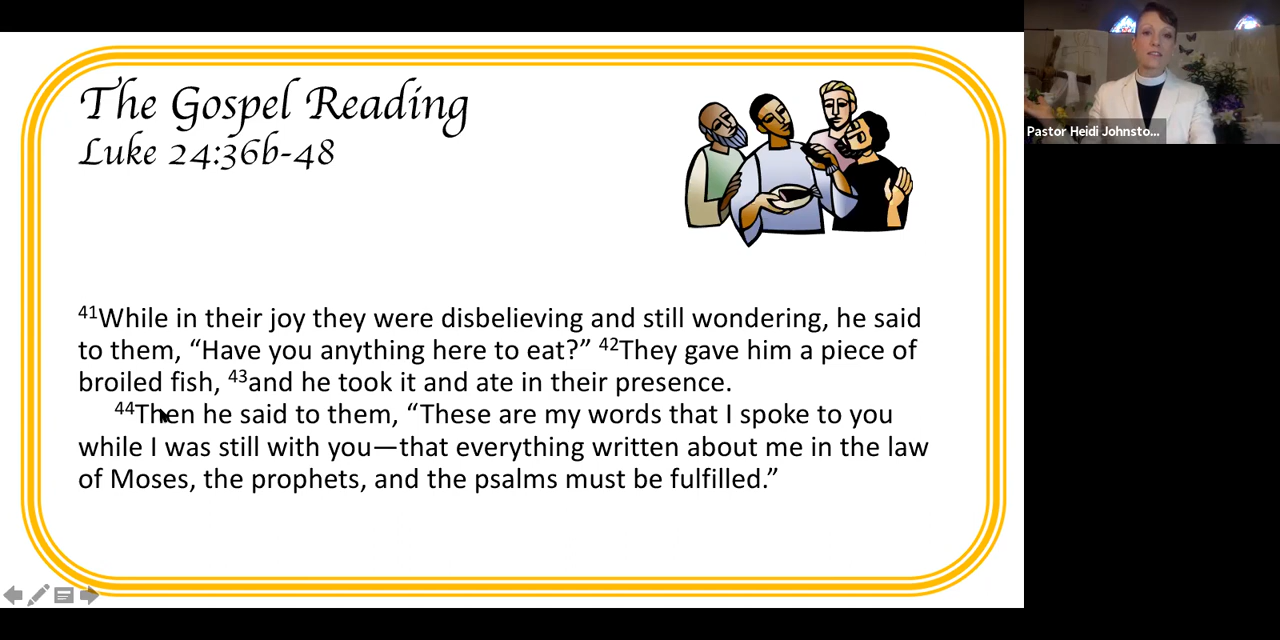 The Gospel Reading
Luke 24:36b-48
⁴¹While in their joy they were disbelieving and still wondering, he said
to them, “Have you anything here to eat?” ⁴²They gave him a piece of
broiled fish, ⁴³and he took it and ate in their presence.
⁴⁴Then he said to them, “These are my words that I spoke to you
while I was still with you—that everything written about me in the law
of Moses, the prophets, and the psalms must be fulfilled.”
Pastor Heidi Johnsto...